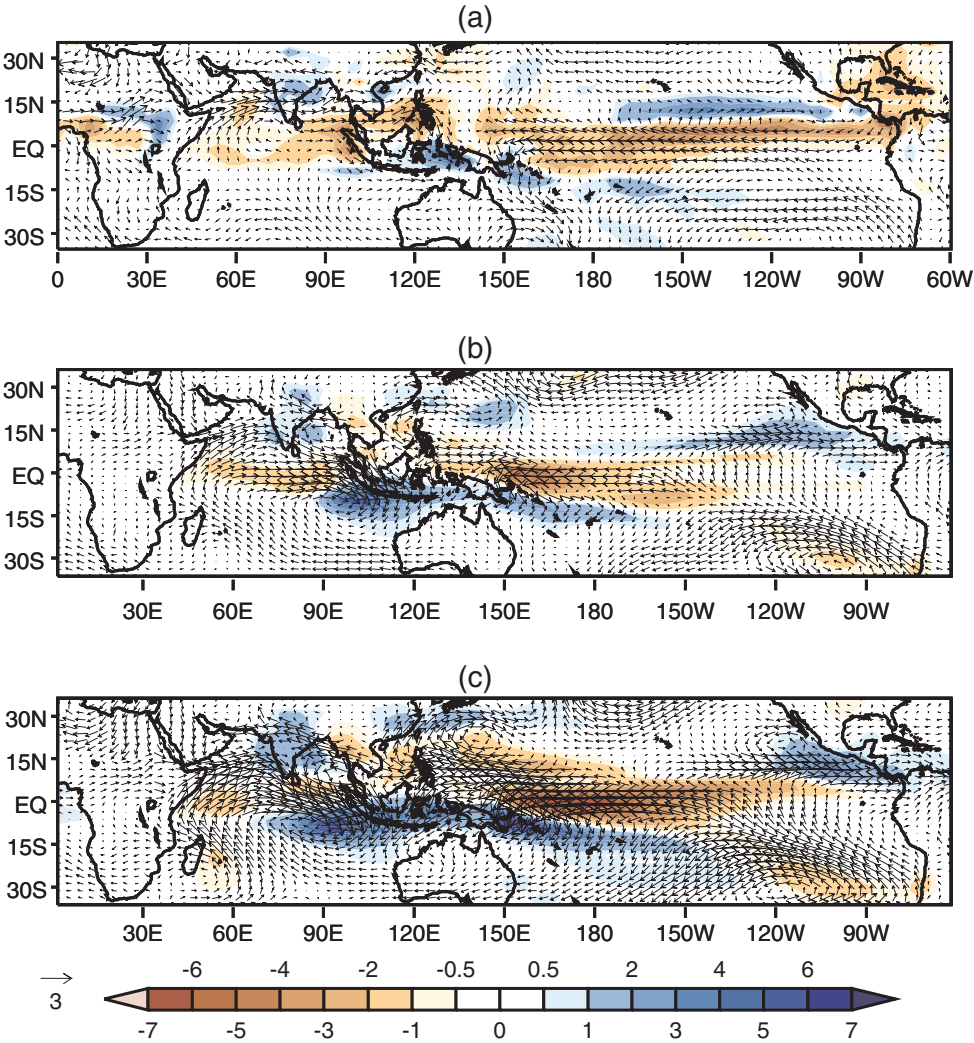 (a)
30N
15N
EQ
15S
30S
0 30E 60E 90E 120E 150E 180 150W 120W 90W 60W
(b)
30N
15N
EQ
15S
30S
30E 60E 90E 120E 150E 180 150W 120W 90W
(c)
30N
15N
EQ
15S
30S
30E 60E 90E 120E 150E 180 150W 120W 90W
-6 -4 -2 -0.5 0.5 2 4 6
3
-7 -5 -3 -1 0 1 3 5 7